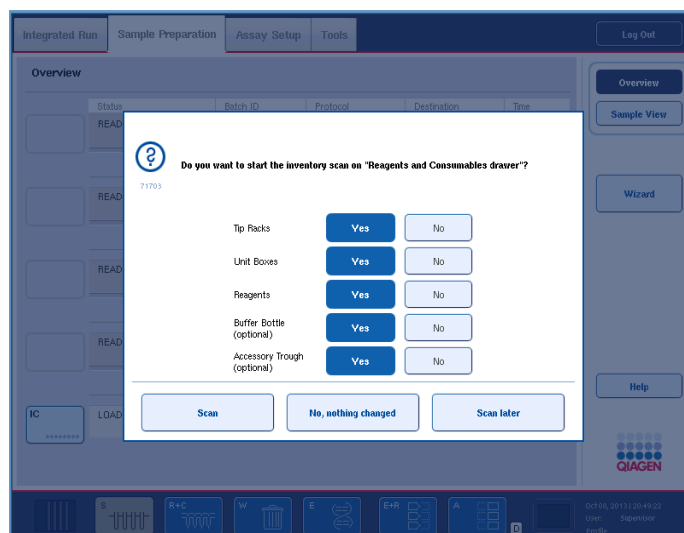 Integrated Run
Sample Preparation
Assay Setup
Tools
Log Out
Overview
Overview
Sample View
Status
Batch ID
Protocol
Destination
Time
READ
Do you want to start the inventory scan on "Reagents and Consumables drawer"?
71703
READ
Wizard
Tip Racks
Yes
No
Unit Boxes
Yes
No
READ
Reagents
Yes
No
Buffer Bottle
(optional)
Yes
No
READ
Accessory Trough
(optional)
Yes
No
Help
IC
LOAD
Scan
No, nothing changed
Scan later
QIAGEN
S
R+C
W
E
E+R
A
D
Oct 08, 2013 | 20:49:22
User: Supervisor
Profile